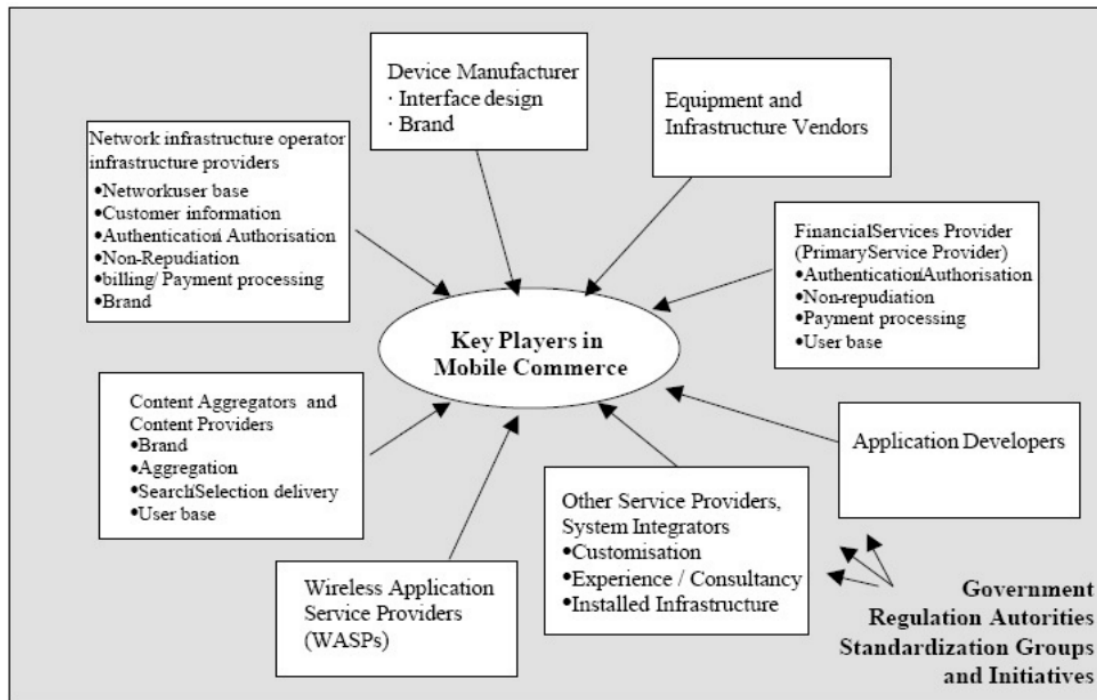 Device Manufacturer
· Interface design
· Brand
Equipment and
Infrastructure Vendors
Network infrastructure operator
infrastructure providers
•Networkuser base
•Customer information
•Authentication/ Authorisation
•Non-Repudiation
•billing/ Payment processing
•Brand
FinancialServices Provider
(PrimaryService Provider)
•Authentication/Authorisation
•Non-repudiation
•Payment processing
•User base
Key Players in
Mobile Commerce
Content Aggregators and
Content Providers
•Brand
•Aggregation
•Search/Selection delivery
•User base
Application Developers
Other Service Providers,
System Integrators
•Customisation
•Experience / Consultancy
•Installed Infrastructure
Wireless Application
Service Providers
(WASPs)
Government
Regulation Autorities
Standardization Groups
and Initiatives